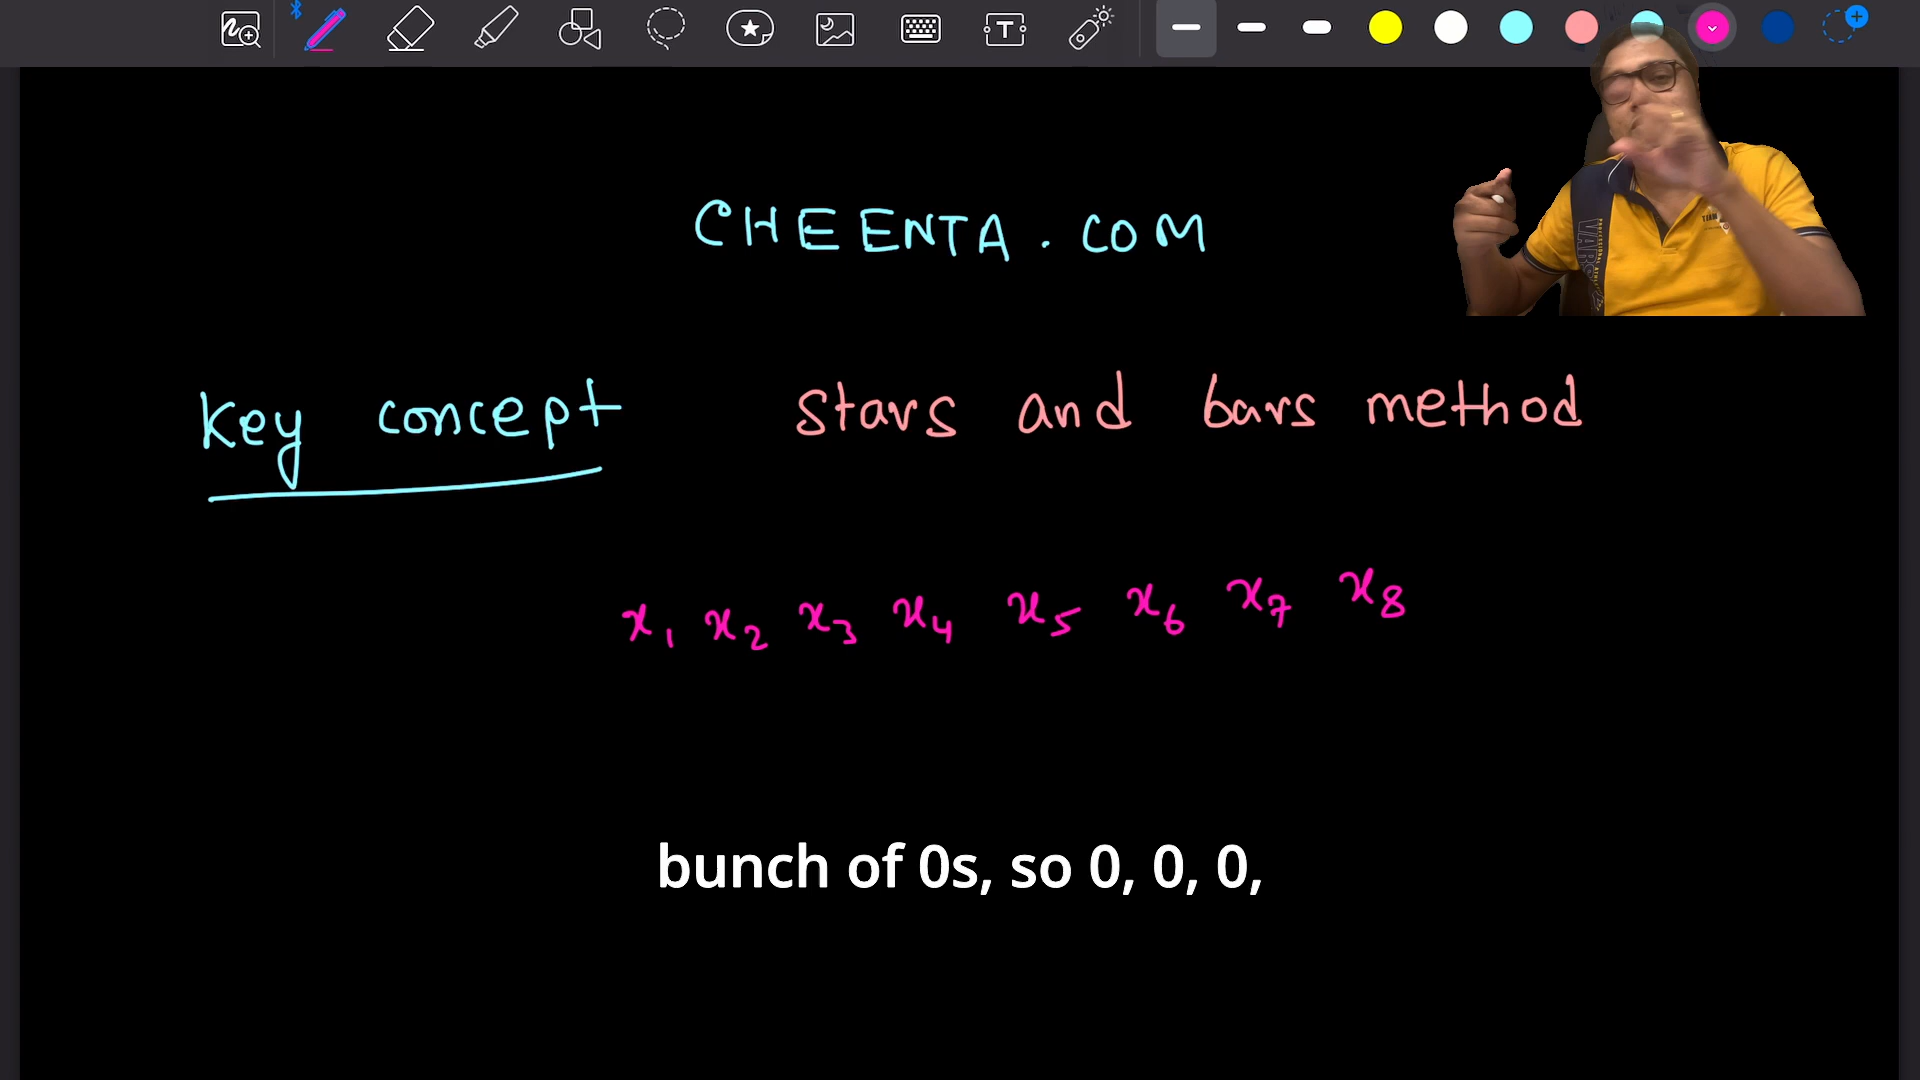 CHEENTA.COM
Key concept stars and bars method
x₁ x₂ x₃ x₄ x₅ x₆ x₇ x₈
bunch of 0s, so 0, 0, 0,